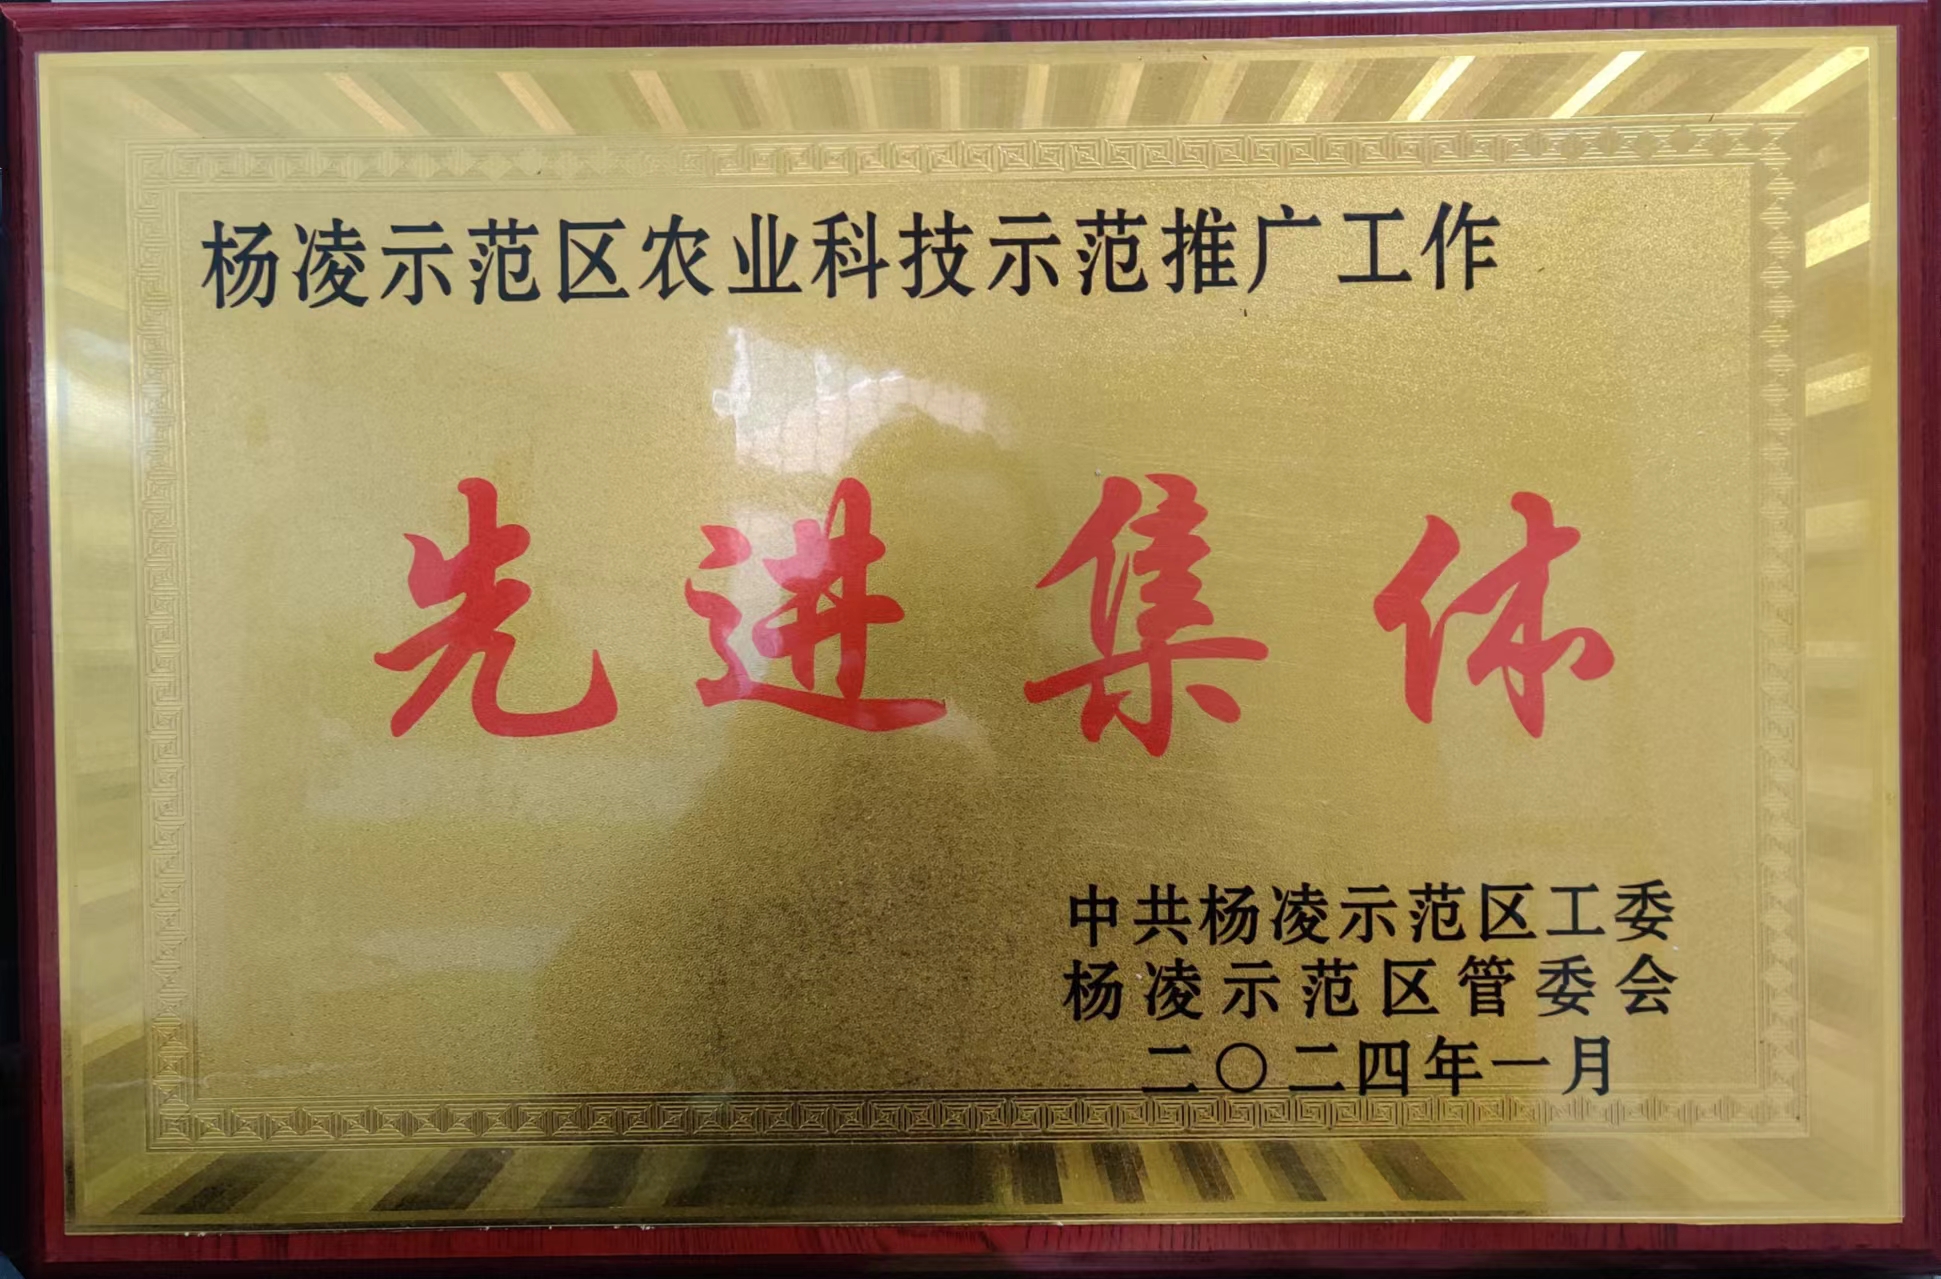 杨凌示范区农业科技示范推广工作
先进集体
中共杨凌示范区工委
杨凌示范区管委会
二〇二四年一月